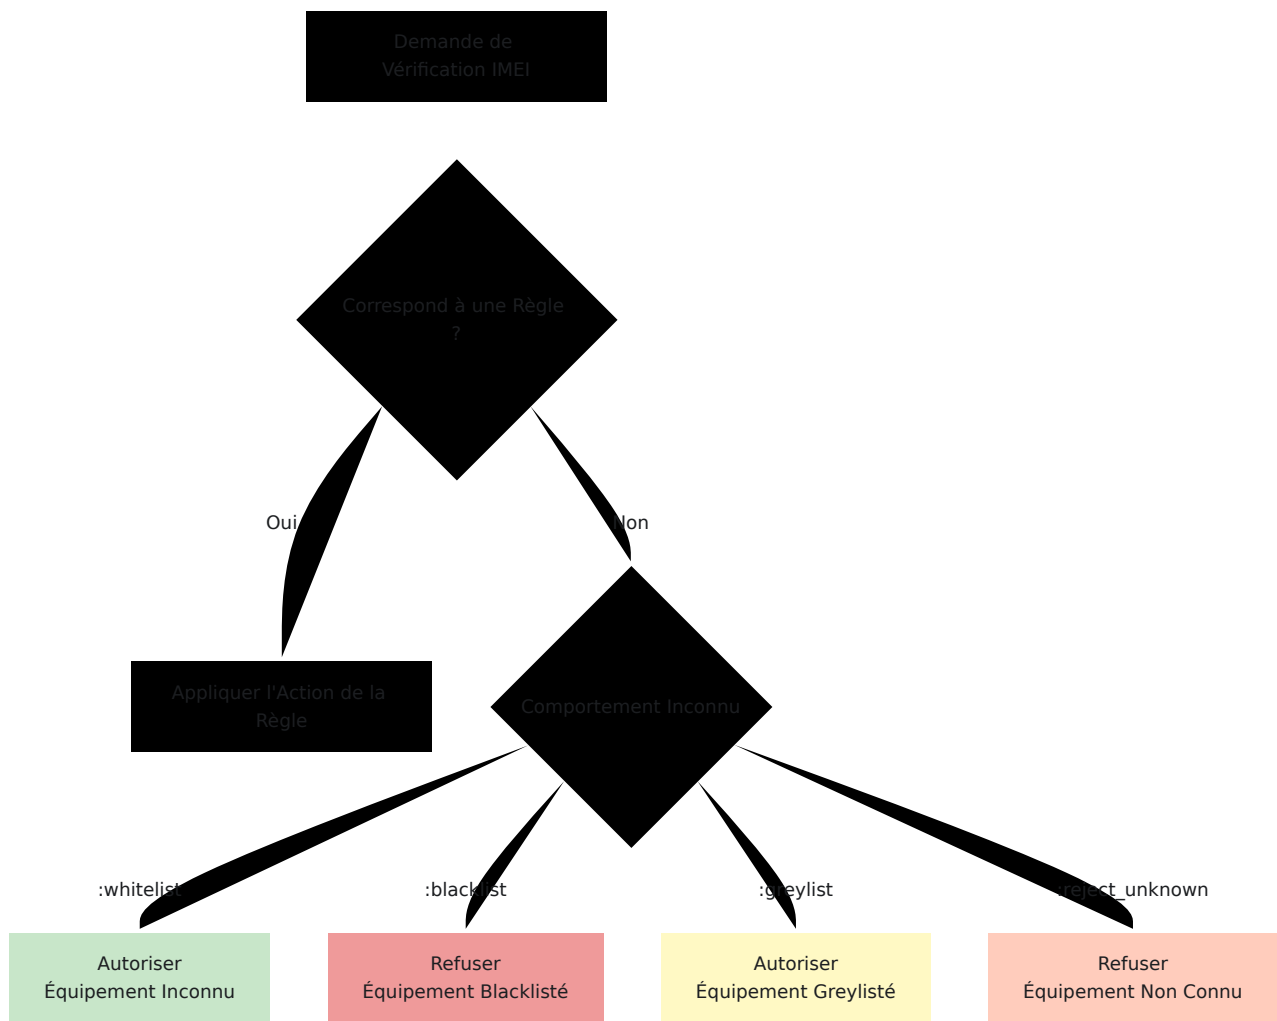 Demande de
Vérification IMEI
Correspond à une Règle
?
Oui
Non
Appliquer l'Action de la
Règle
Comportement Inconnu
:whitelist
:blacklist
:greylist
:reject_unknown
Autoriser
Équipement Inconnu
Refuser
Équipement Blacklisté
Autoriser
Équipement Greylisté
Refuser
Équipement Non Connu